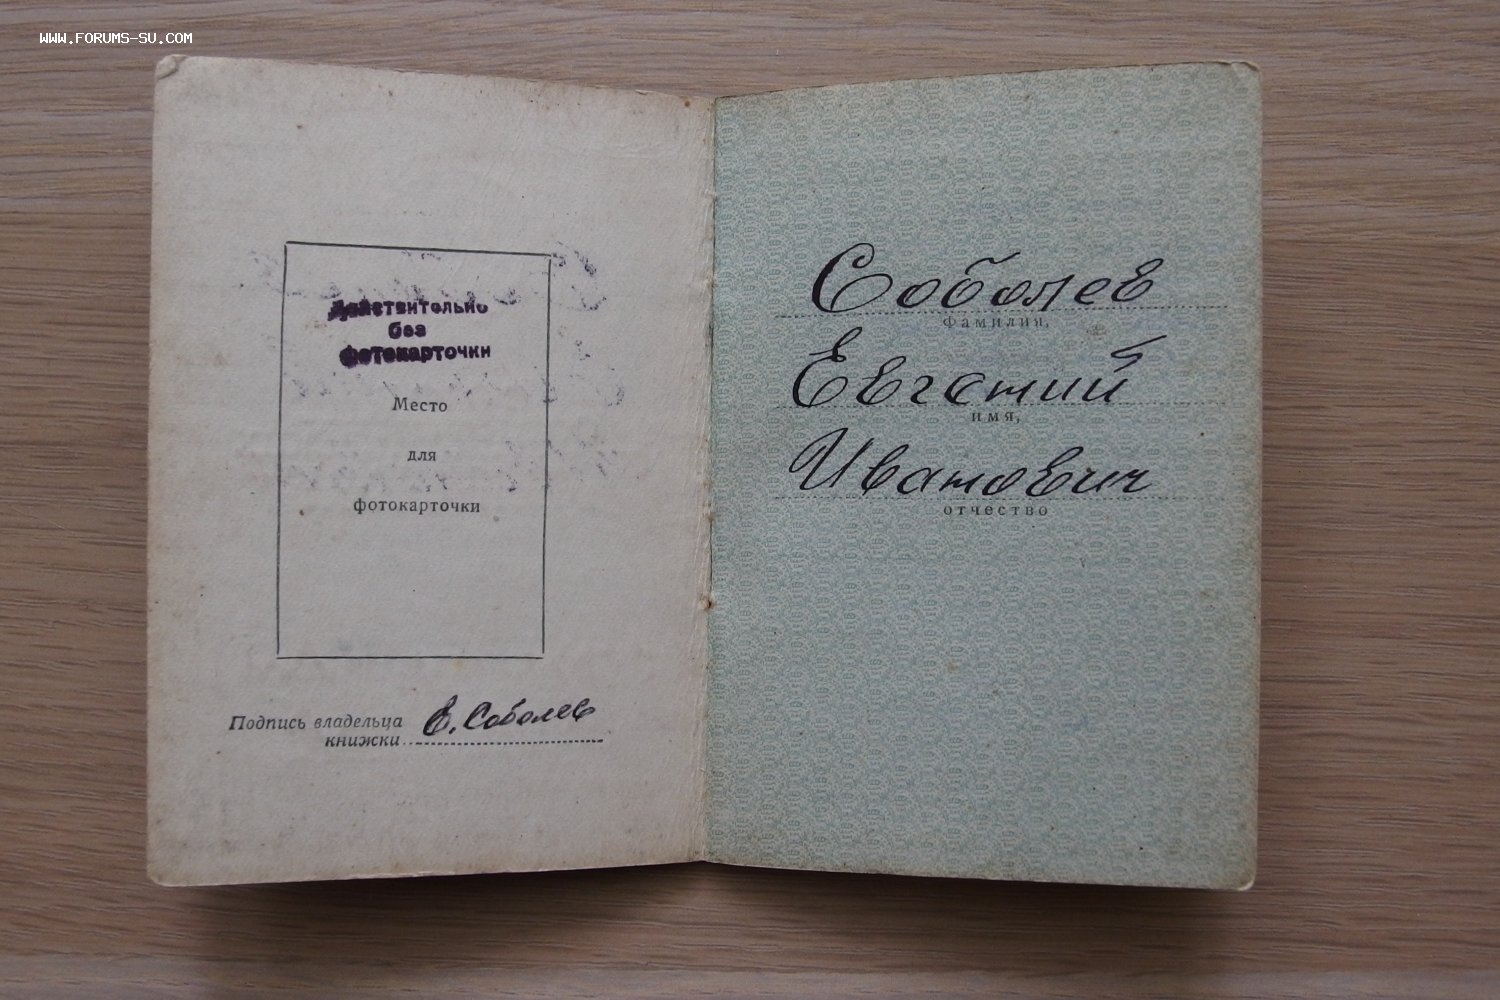 WWW.FORUMS-SU.COM
Действительно
без
фотокарточки
Место
для
фотокарточки
Подпись владельца
книжки Е. Соболев
Соболев
фамилия,
Евгений
имя,
Иванович
отчество